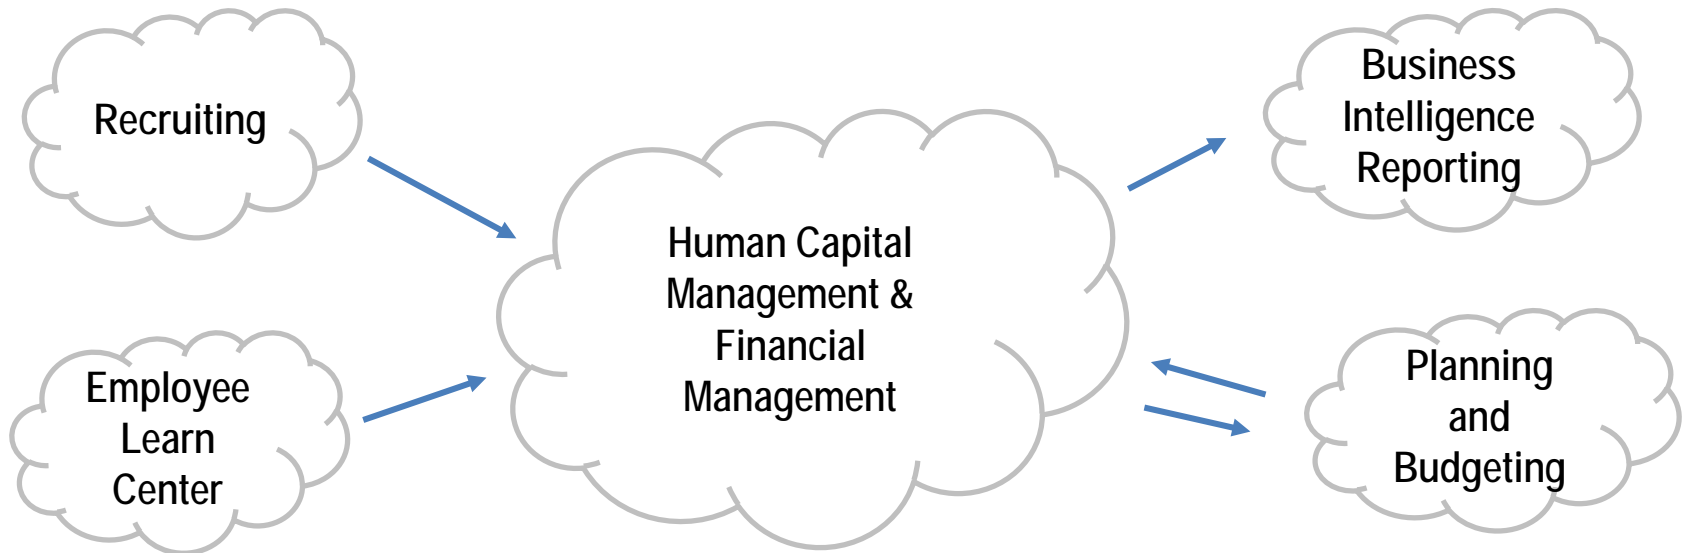 Recruiting
Employee
Learn
Center
Human Capital
Management &
Financial
Management
Business
Intelligence
Reporting
Planning
and
Budgeting